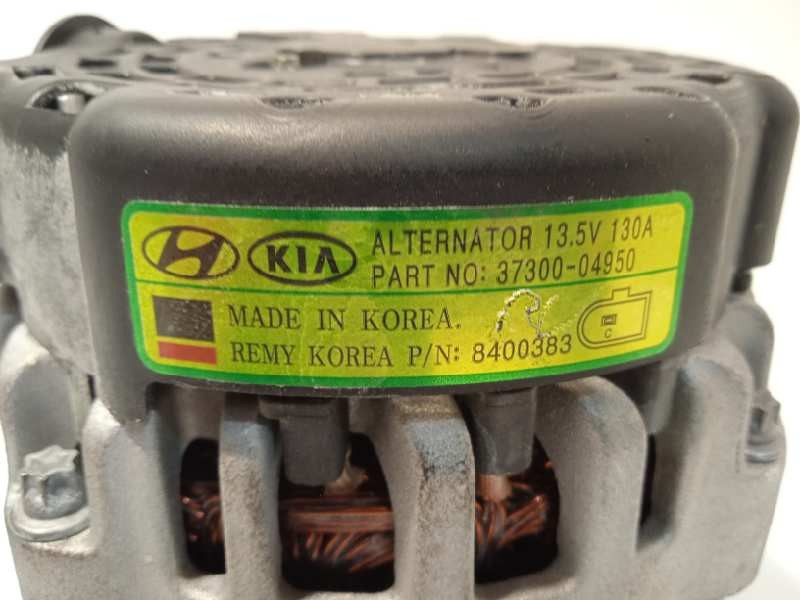 KIA ALTERNATOR 13.5V 130A
PART NO: 37300-04950
MADE IN KOREA.
REMY KOREA P/N: 8400383
C